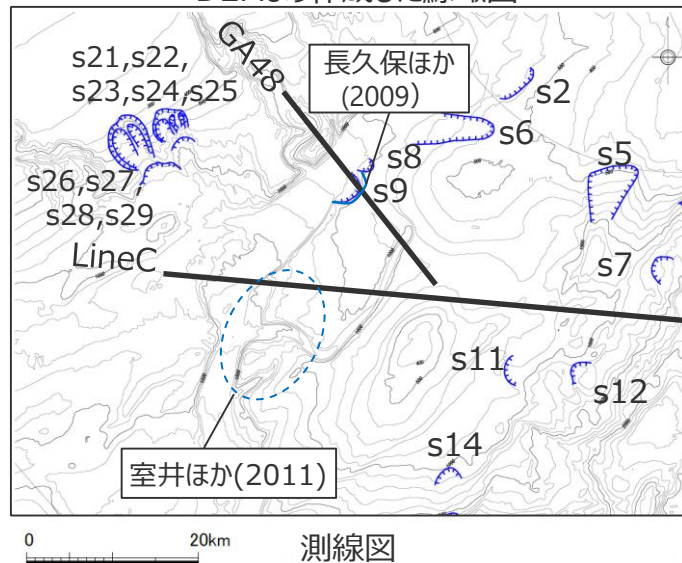 s21,s22,
s23,s24,s25
GA48
長久保ほか
(2009)
s2
s6
s8
s9
s5
s26,s27,
s28,s29
LineC
s7
s11
s12
s14
室井ほか(2011)
0 20km
測線図